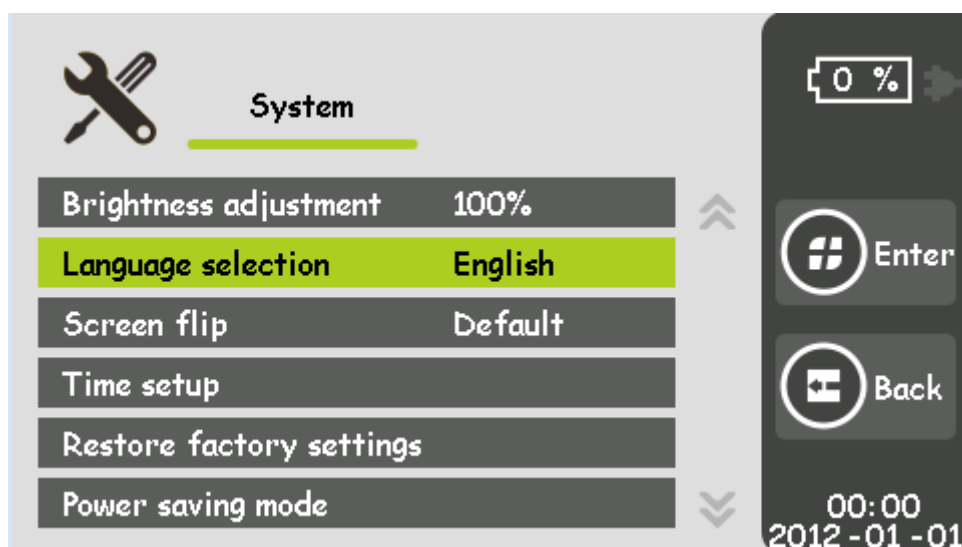 System
Brightness adjustment 100%
Language selection English
Screen flip Default
Time setup
Restore factory settings
Power saving mode
0 %
Enter
Back
00:00
2012-01-01